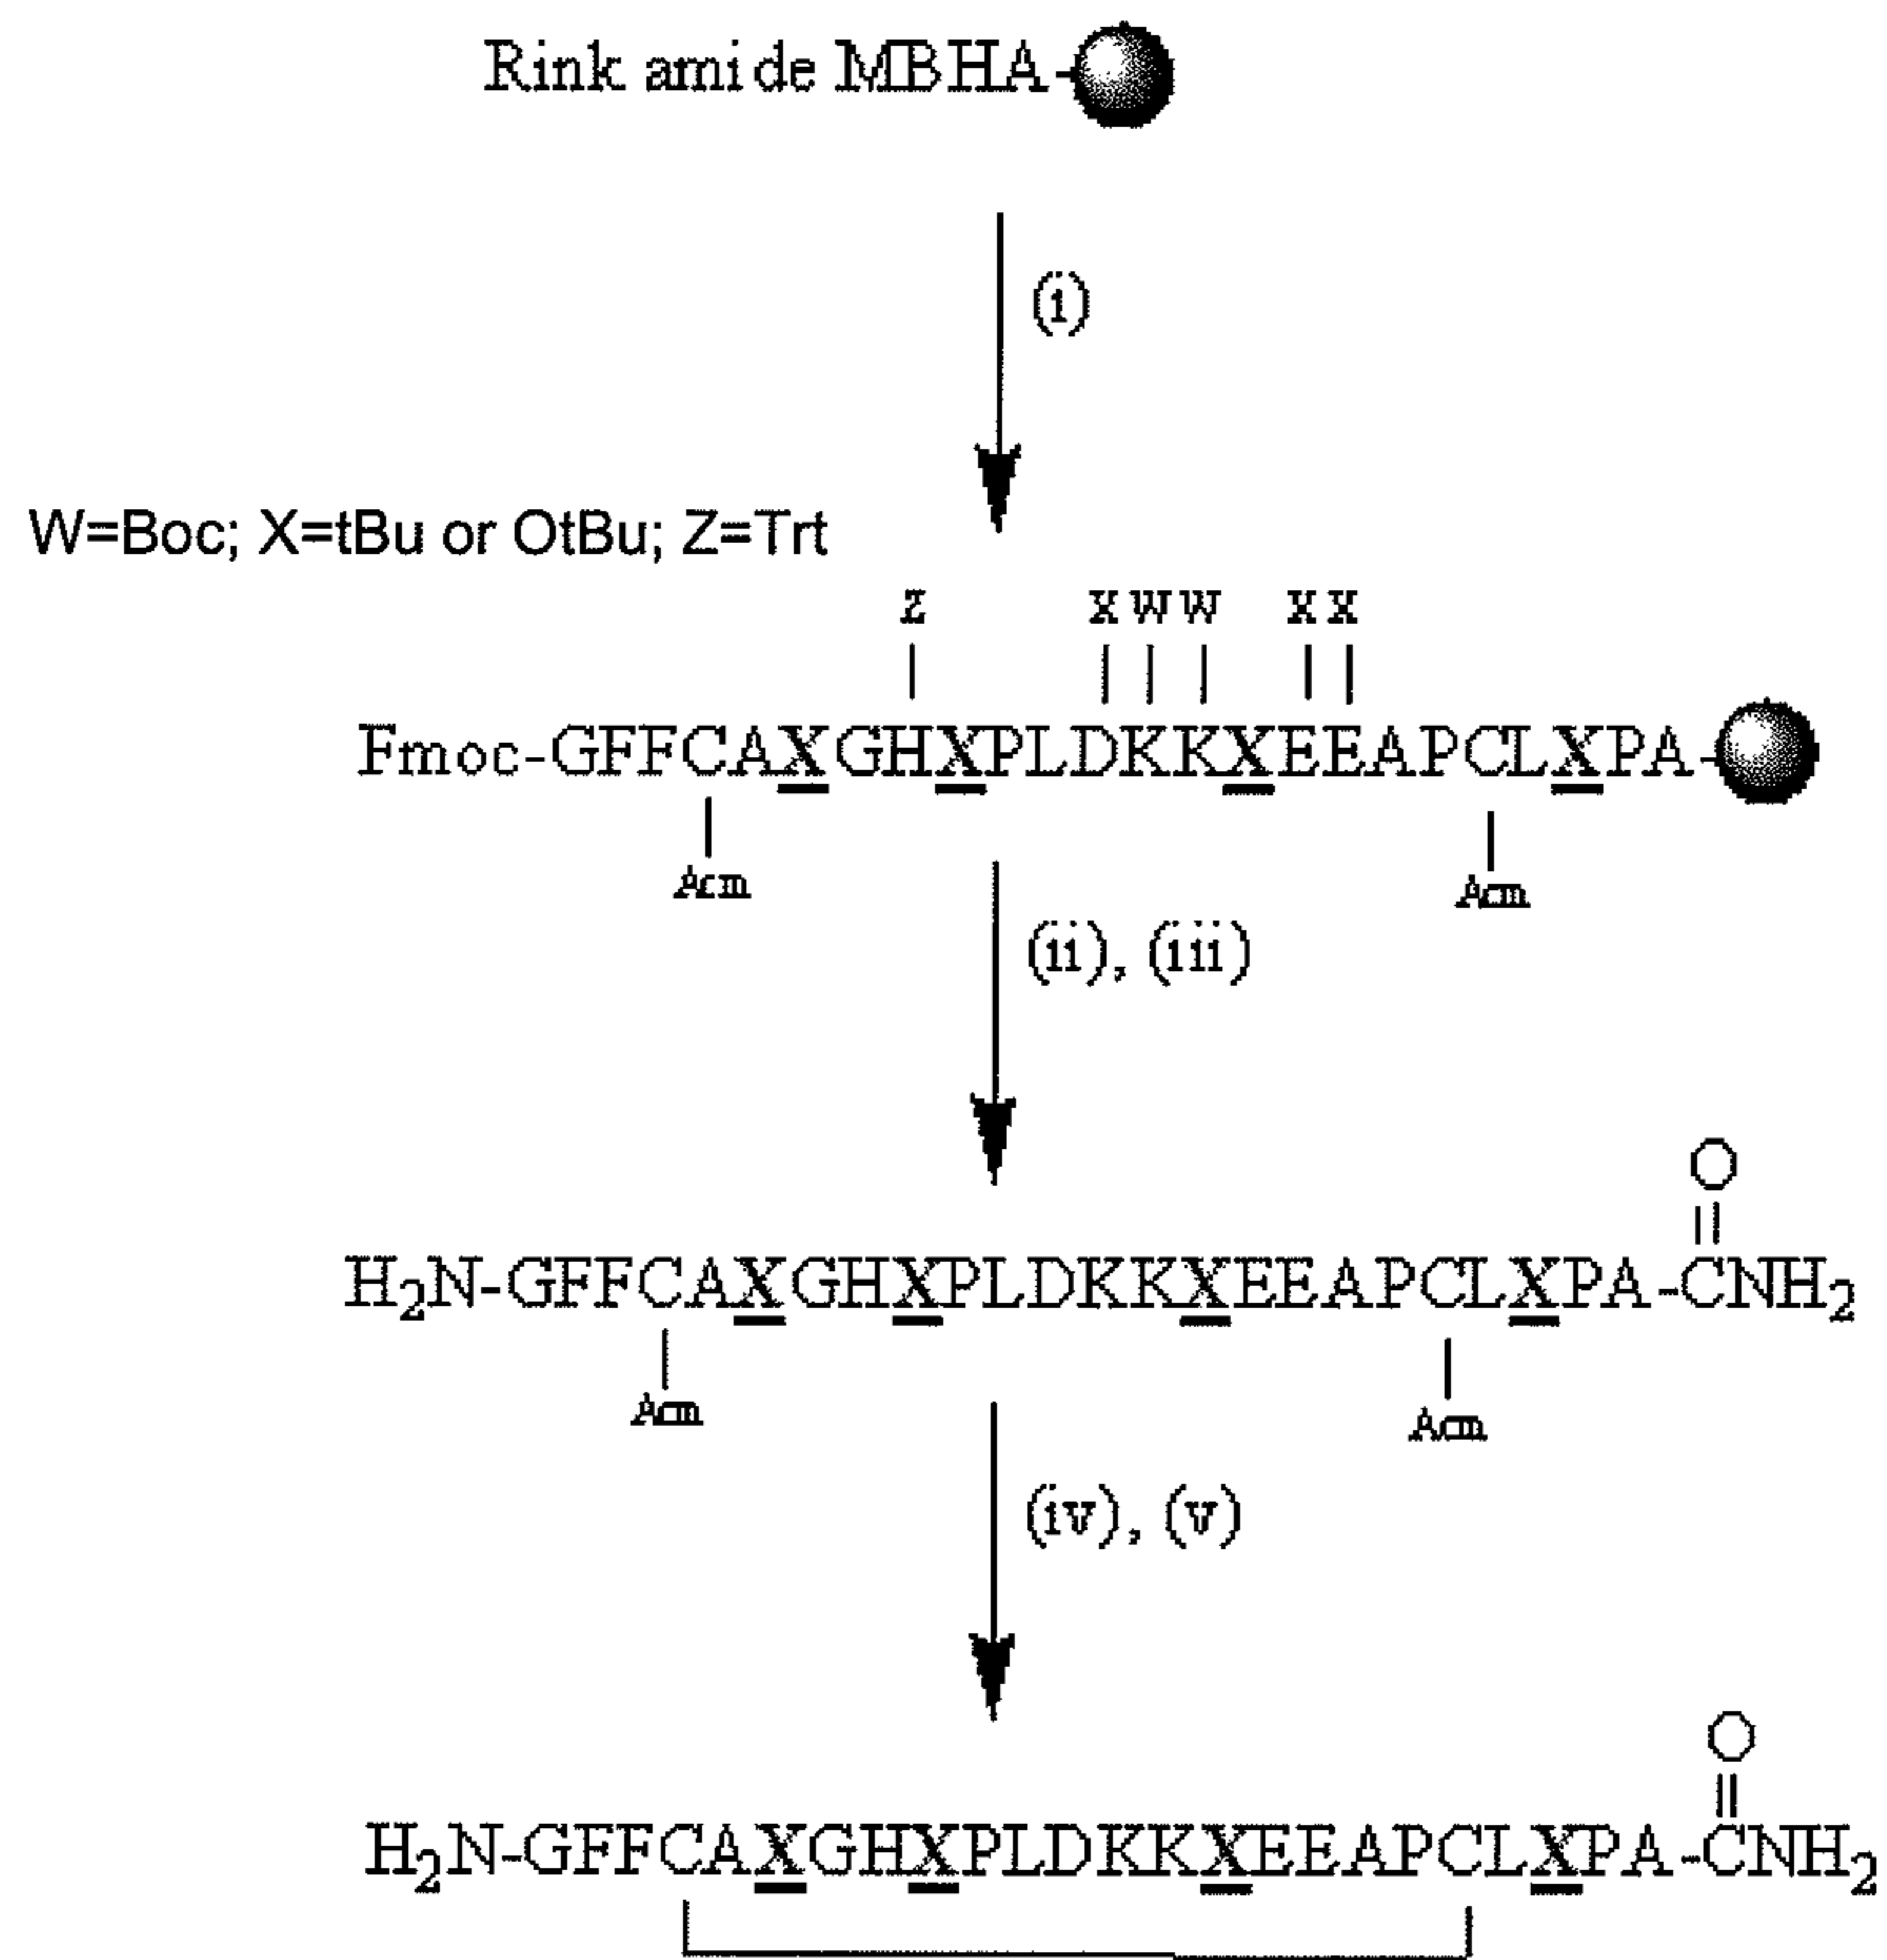 Rink amide MBHA-
(i)
W=Boc; X=tBu or OtBu; Z=Trt
z x w w x x
Fmoc-GFFCAXGHXPLDKKXEEAPCLXPA-
Acm Acm
(ii), (iii)
O
H2N-GFFCAXGHXPLDKKXEEAPCLXPA-CNH2
Acm Acm
(iv), (v)
O
H2N-GFFCAXGHXPLDKKXEEAPCLXPA-CNH2